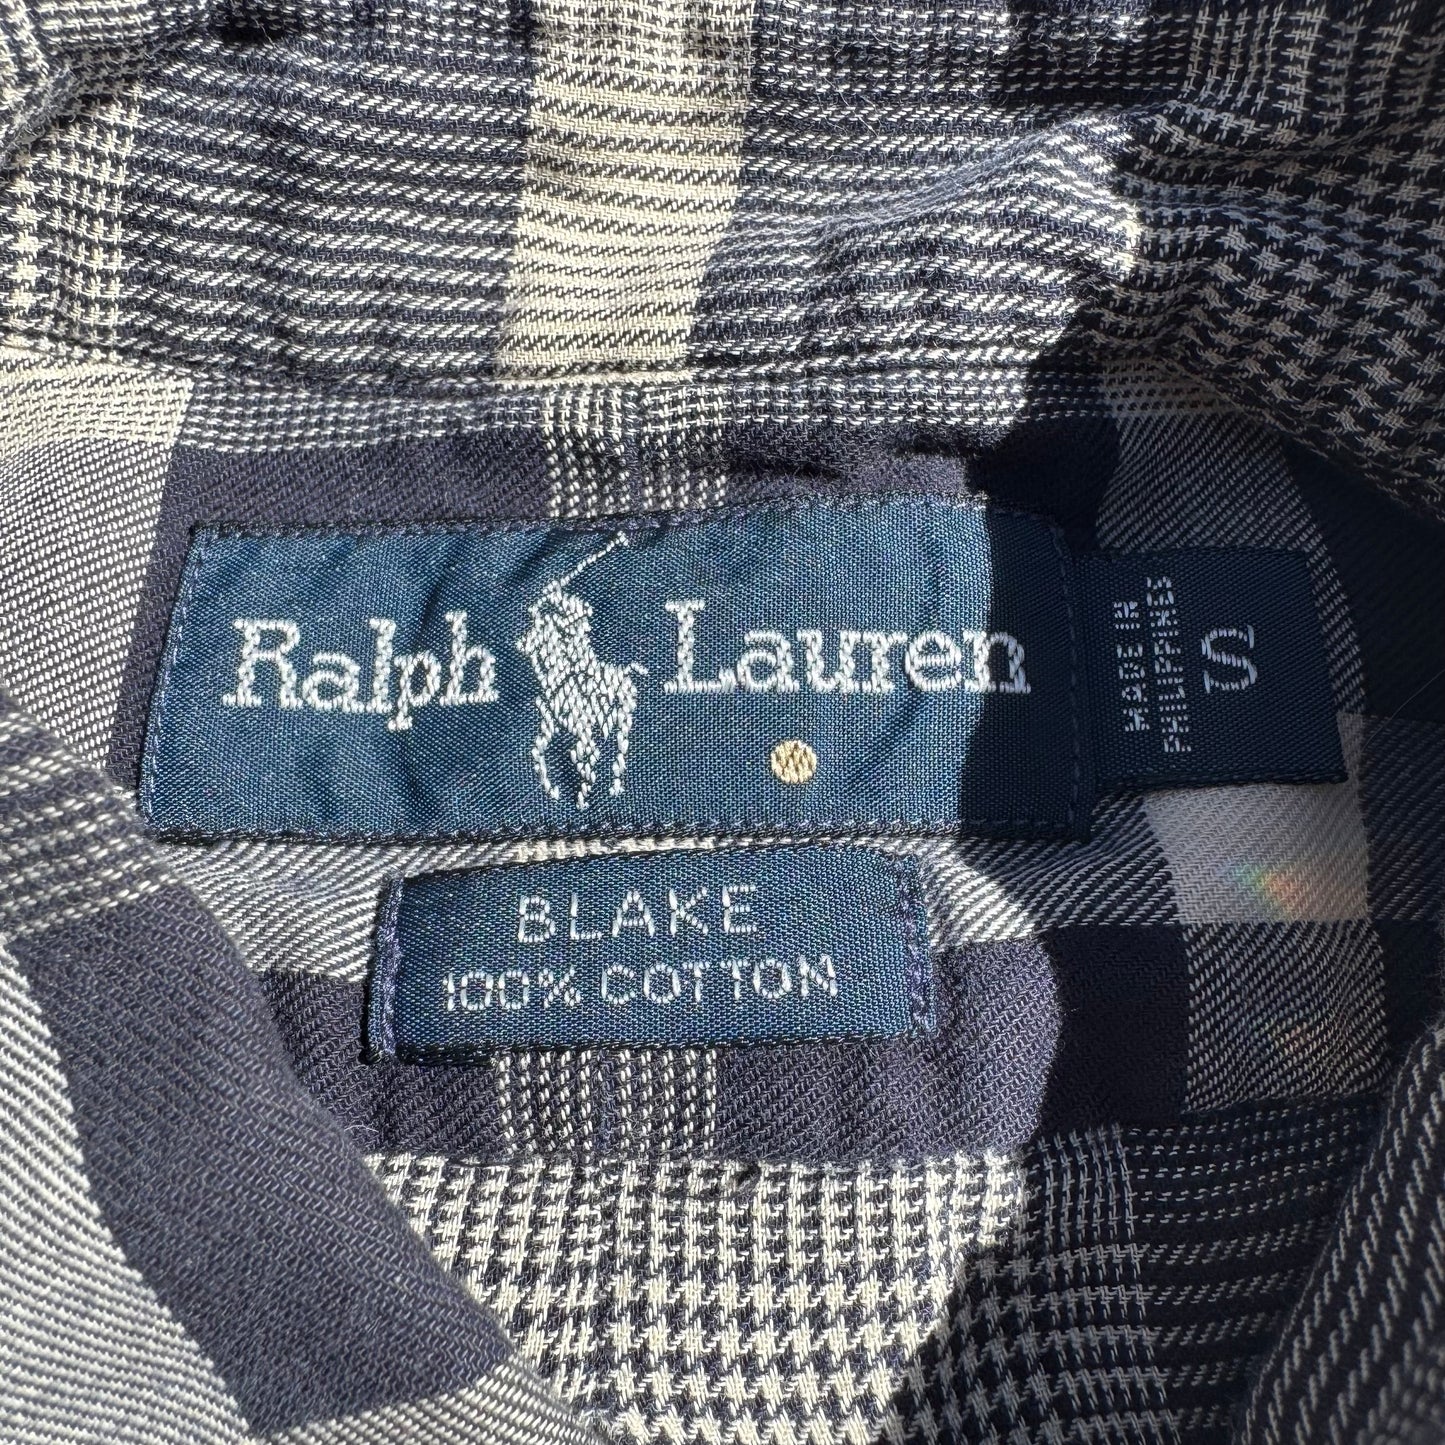 Ralph Lauren
MADE IN
PHILIPPINES
S
BLAKE
100% COTTON